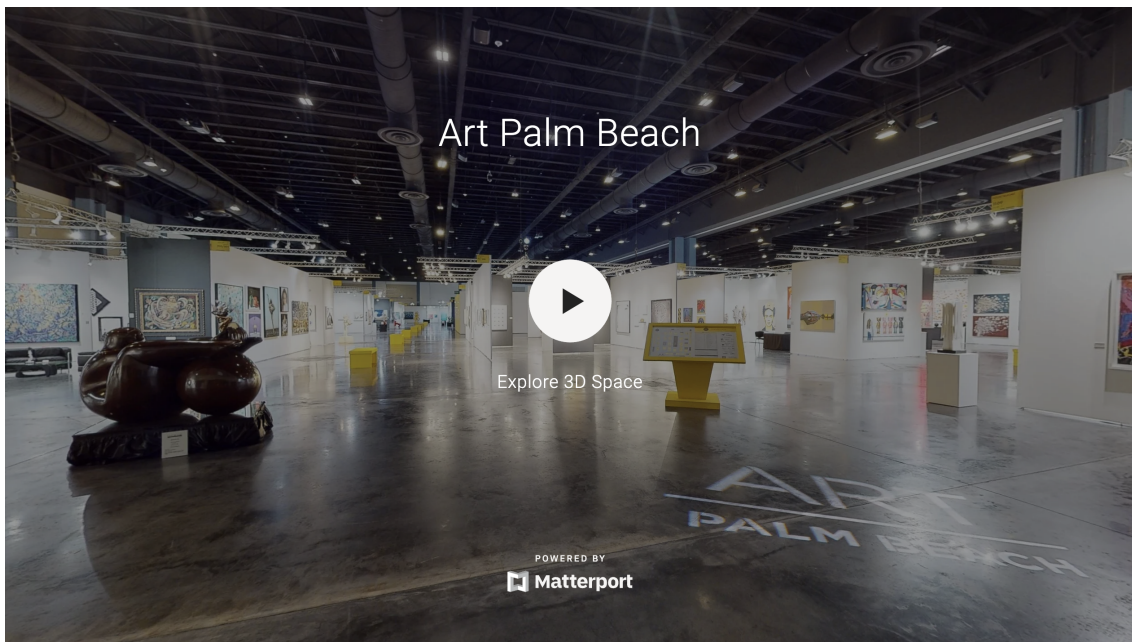 Art Palm Beach
Explore 3D Space
ART
PALM BEACH
POWERED BY
Matterport